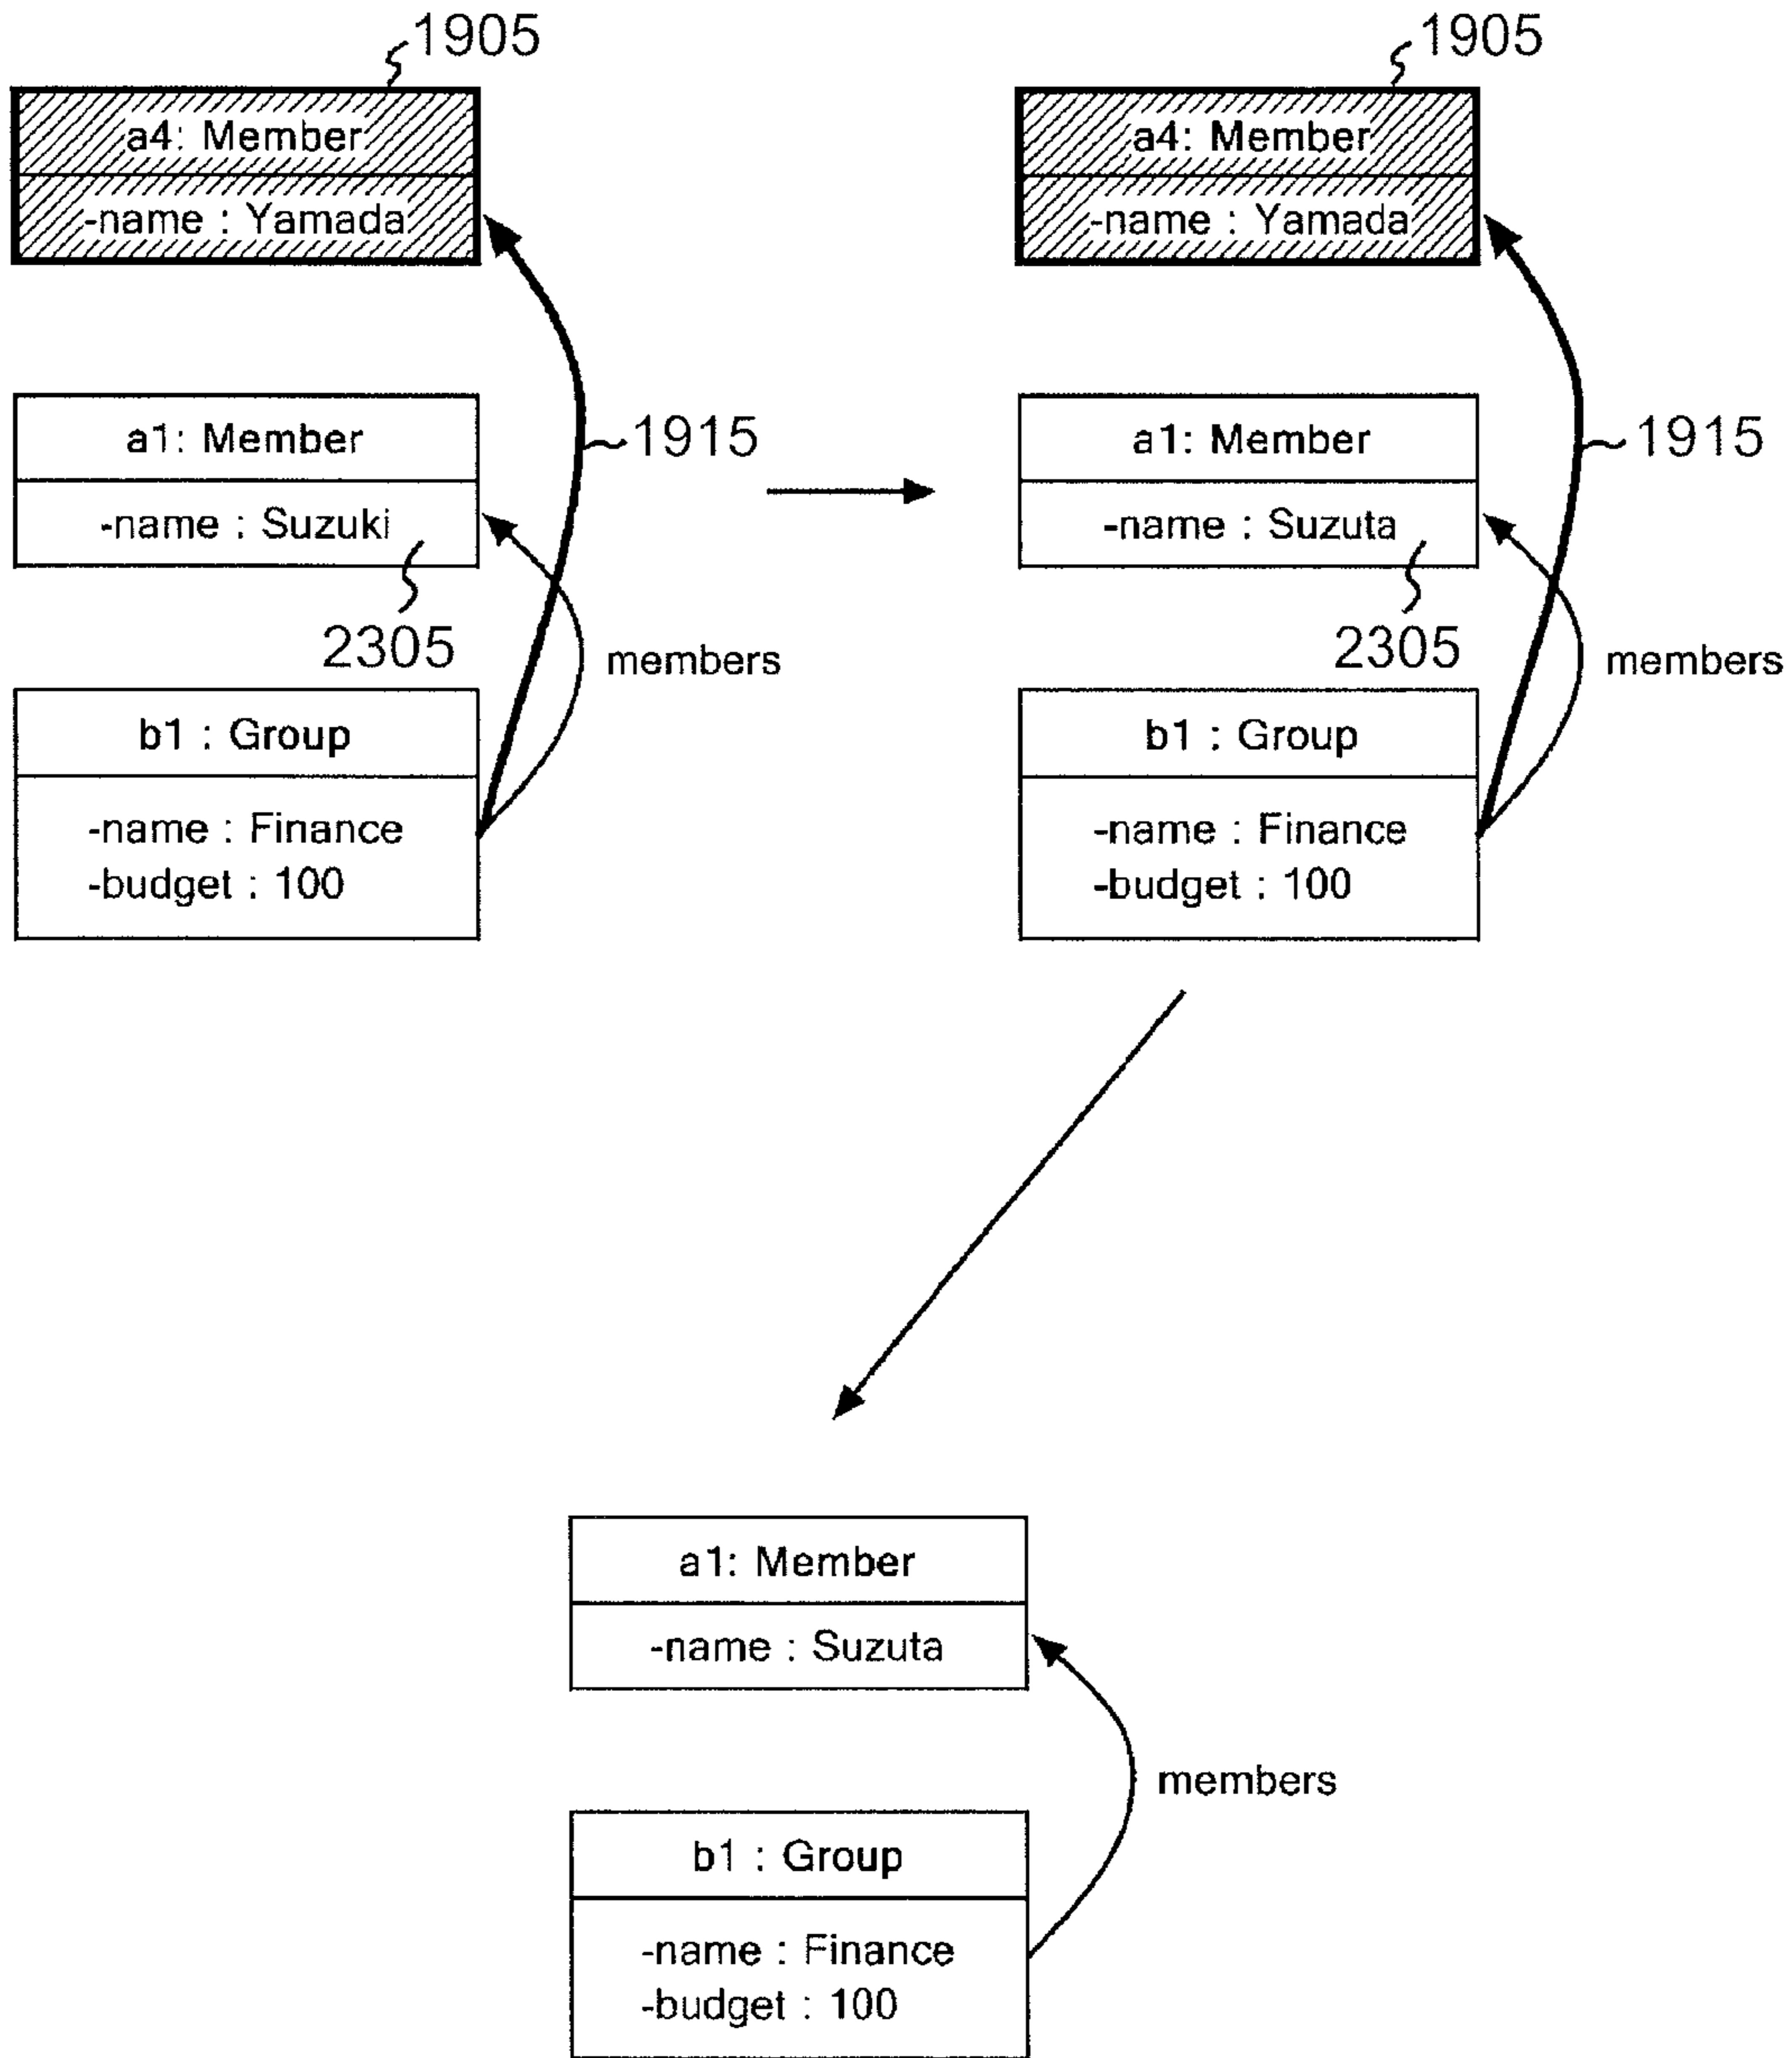 1905
a4: Member
-name : Yamada
a1: Member
-name : Suzuki
1915
2305
members
b1 : Group
-name : Finance
-budget : 100
1905
a4: Member
-name : Yamada
a1: Member
-name : Suzuta
1915
2305
members
b1 : Group
-name : Finance
-budget : 100
a1: Member
-name : Suzuta
members
b1 : Group
-name : Finance
-budget : 100